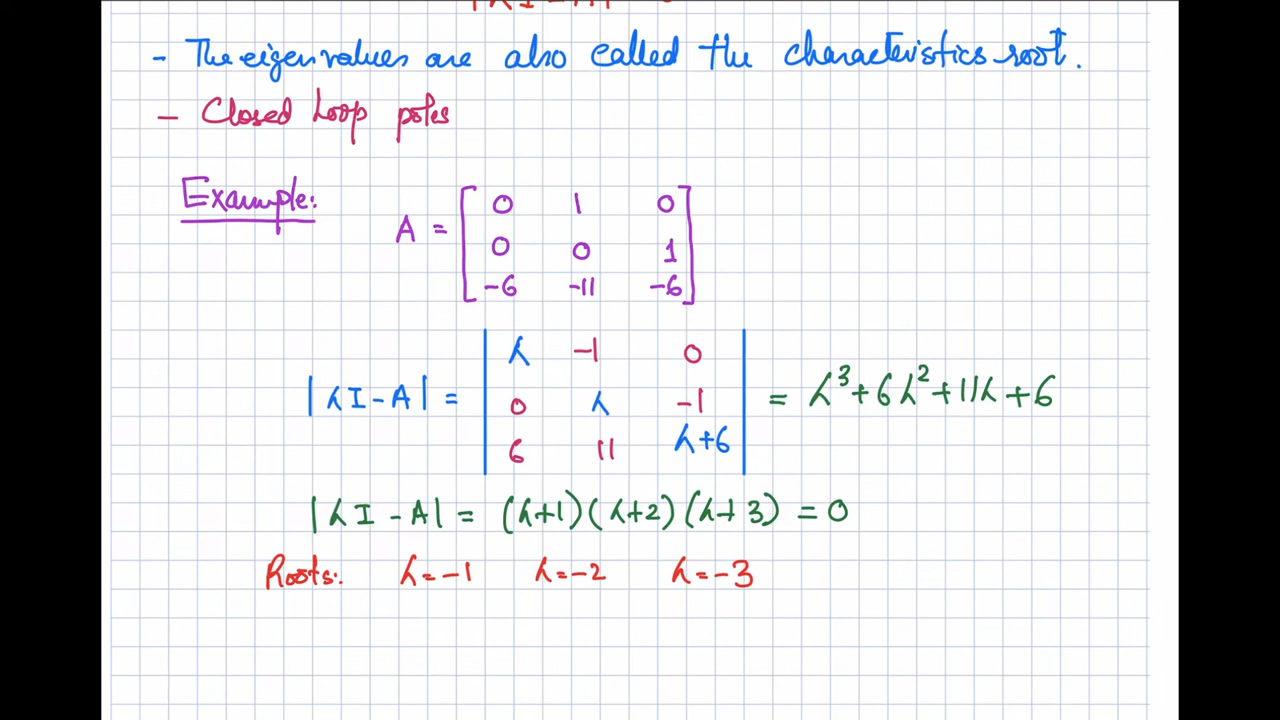 - The eigenvalues are also called the characteristics root.
- Closed Loop poles
Example:
A = [0 1 0
0 0 1
-6 -11 -6]
|λI - A| = |λ -1 0
0 λ -1
6 11 λ+6| = λ³ + 6λ² + 11λ + 6
|λI - A| = (λ+1)(λ+2)(λ+3) = 0
Roots: λ = -1 λ = -2 λ = -3